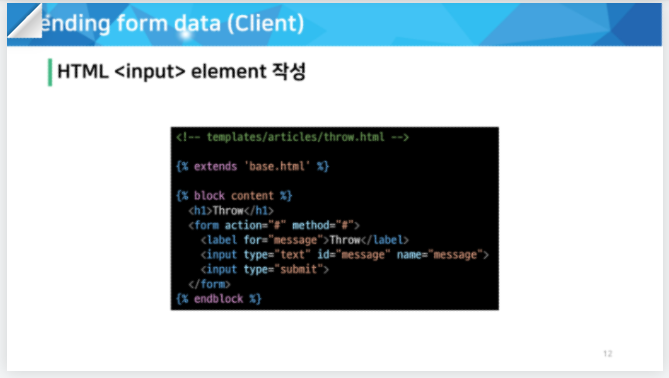 ending form data (Client)
HTML <input> element 작성
<!-- templates/articles/throw.html -->
{% extends 'base.html' %}
{% block content %}
<h1>Throw</h1>
<form action="#" method="#">
<label for="message">Throw</label>
<input type="text" id="message" name="message">
<input type="submit">
</form>
{% endblock %}
12